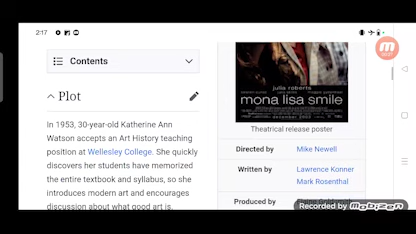 2:17
Contents
Plot
In 1953, 30-year-old Katherine Ann
Watson accepts an Art History teaching
position at Wellesley College. She quickly
discovers her students have memorized
the entire textbook and syllabus, so she
introduces modern art and encourages
discussion about what good art is.
julia roberts
mona lisa smile
december 2003
Theatrical release poster
Directed by Mike Newell
Written by Lawrence Konner
Mark Rosenthal
Produced by
Recorded by Mobizen